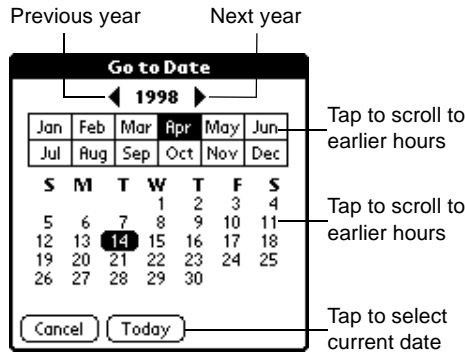 Previous year Next year
Go to Date
1998
Jan Feb Mar Apr May Jun
Tap to scroll to
earlier hours
Jul Aug Sep Oct Nov Dec
S M T W T F S
1 2 3 4
Tap to scroll to
earlier hours
5 6 7 8 9 10 11
12 13 14 15 16 17 18
19 20 21 22 23 24 25
26 27 28 29 30
Cancel Today
Tap to select
current date